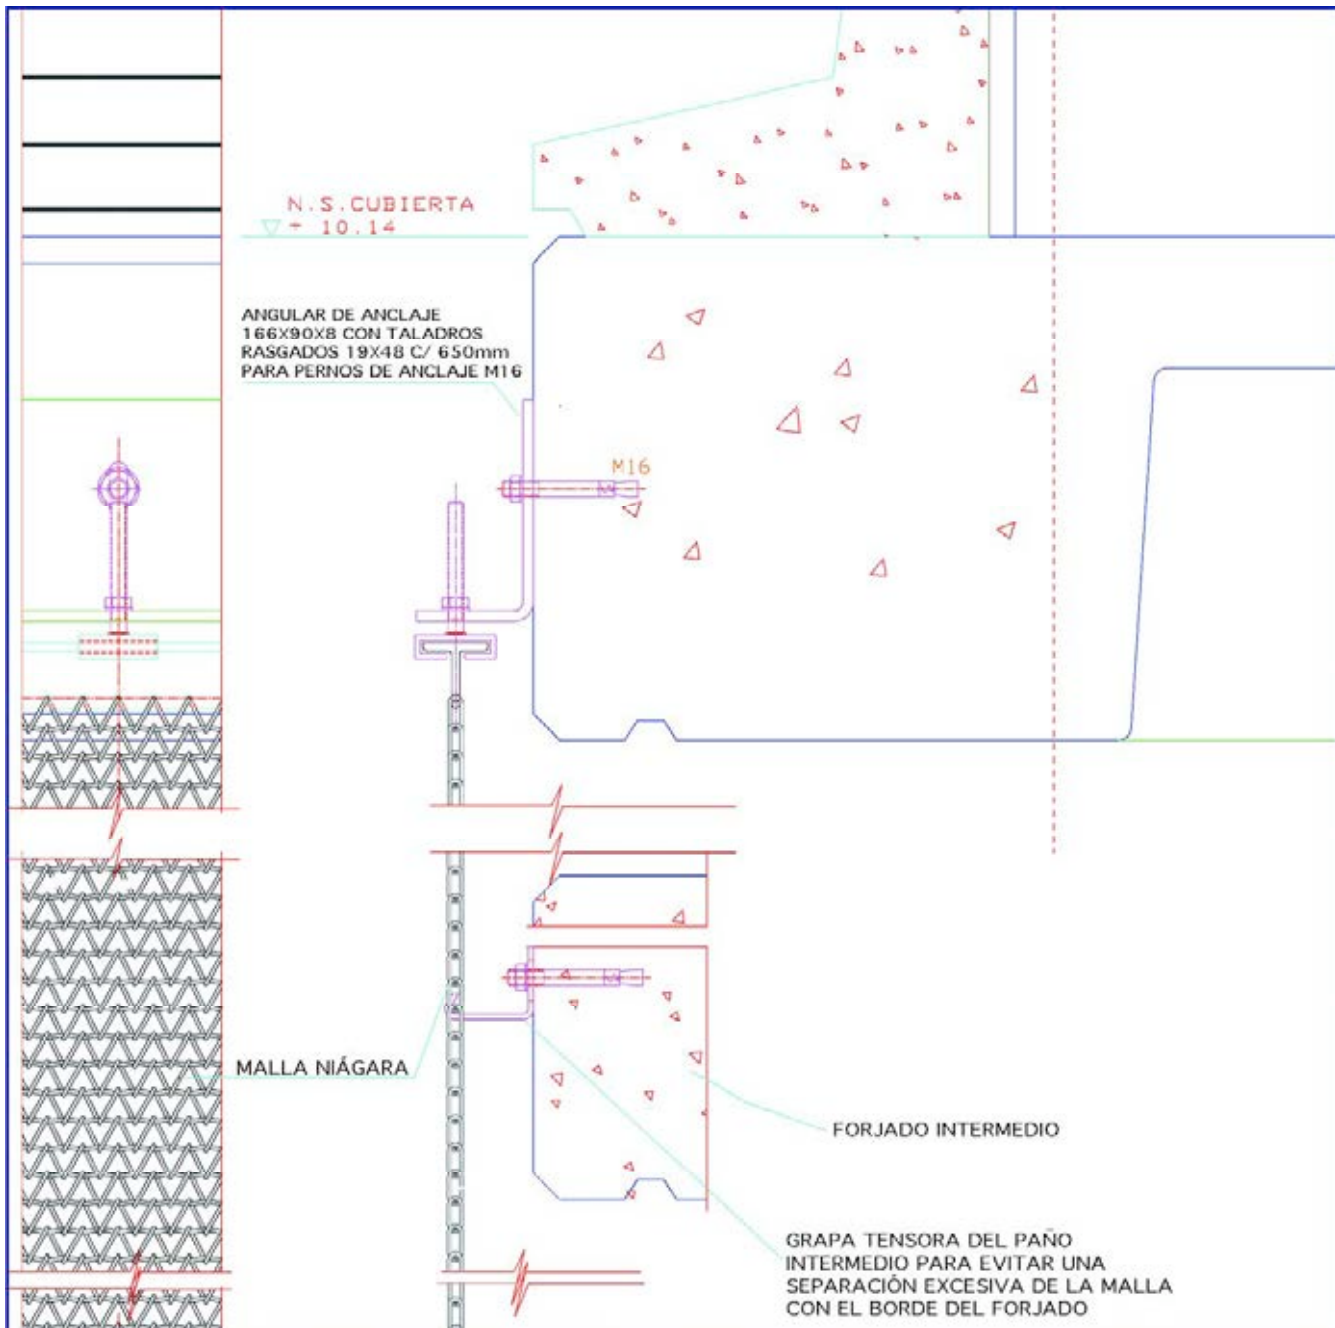 N.S.CUBIERTA
+ 10.14
ANGULAR DE ANCLAJE
166X90X8 CON TALADROS
RASGADOS 19X48 C/ 650mm
PARA PERNOS DE ANCLAJE M16
M16
MALLA NIÁGARA
FORJADO INTERMEDIO
GRAPA TENSORA DEL PAÑO
INTERMEDIO PARA EVITAR UNA
SEPARACIÓN EXCESIVA DE LA MALLA
CON EL BORDE DEL FORJADO